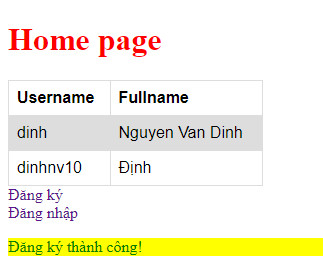 Home page
Username Fullname
dinh Nguyen Van Dinh
dinhnv10 Định
Đăng ký
Đăng nhập
Đăng ký thành công!